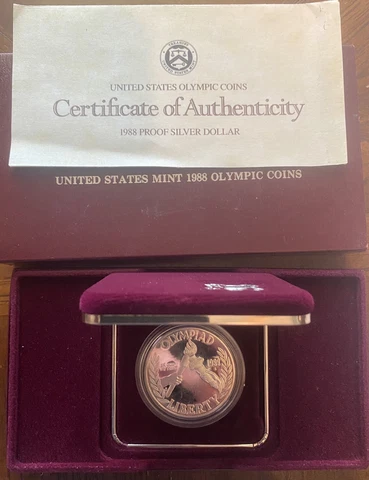 UNITED STATES OLYMPIC COINS
Certificate of Authenticity
1988 PROOF SILVER DOLLAR
UNITED STATES MINT 1988 OLYMPIC COINS
OLYMPIAD
LIBERTY